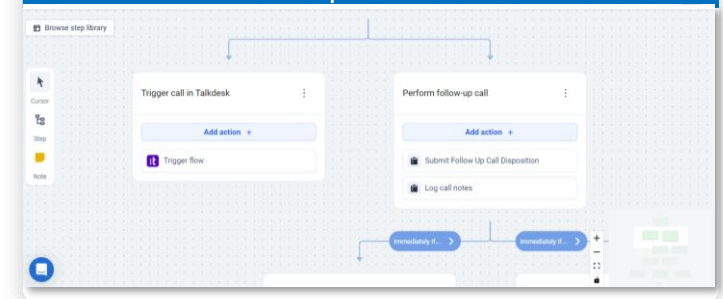 Browse step library
Cursor
Step
Note
Trigger call in Talkdesk
Add action +
Trigger flow
Perform follow-up call
Add action +
Submit Follow Up Call Disposition
Log call notes
Immediately If...
Immediately If...